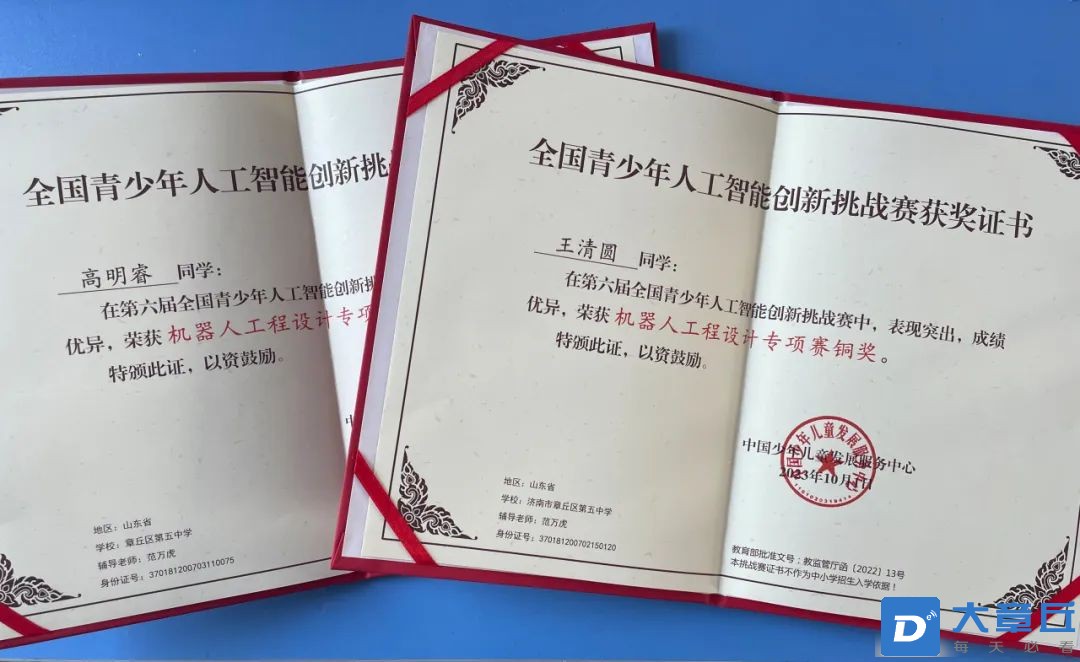 全国青少年人工智能创新挑战
高明睿 同学：
在第六届全国青少年人工智能创新挑
优异，荣获 机器人工程设计专项
特颁此证，以资鼓励。
中
地区：山东省
学校：章丘区第五中学
辅导老师：范万虎
身份证号：370181200703110075
全国青少年人工智能创新挑战赛获奖证书
王清圆 同学：
在第六届全国青少年人工智能创新挑战赛中，表现突出，成绩
优异，荣获 机器人工程设计专项赛铜奖。
特颁此证，以资鼓励。
中国少年儿童发展服务中心
2023年10月
地区：山东省
学校：济南市章丘区第五中学
辅导老师：范万虎
身份证号：370181200702150120
教育部批准文号：教监管厅函〔2022〕13号
本挑战赛证书不作为中小学招生入学依据！
大章丘
每天必看